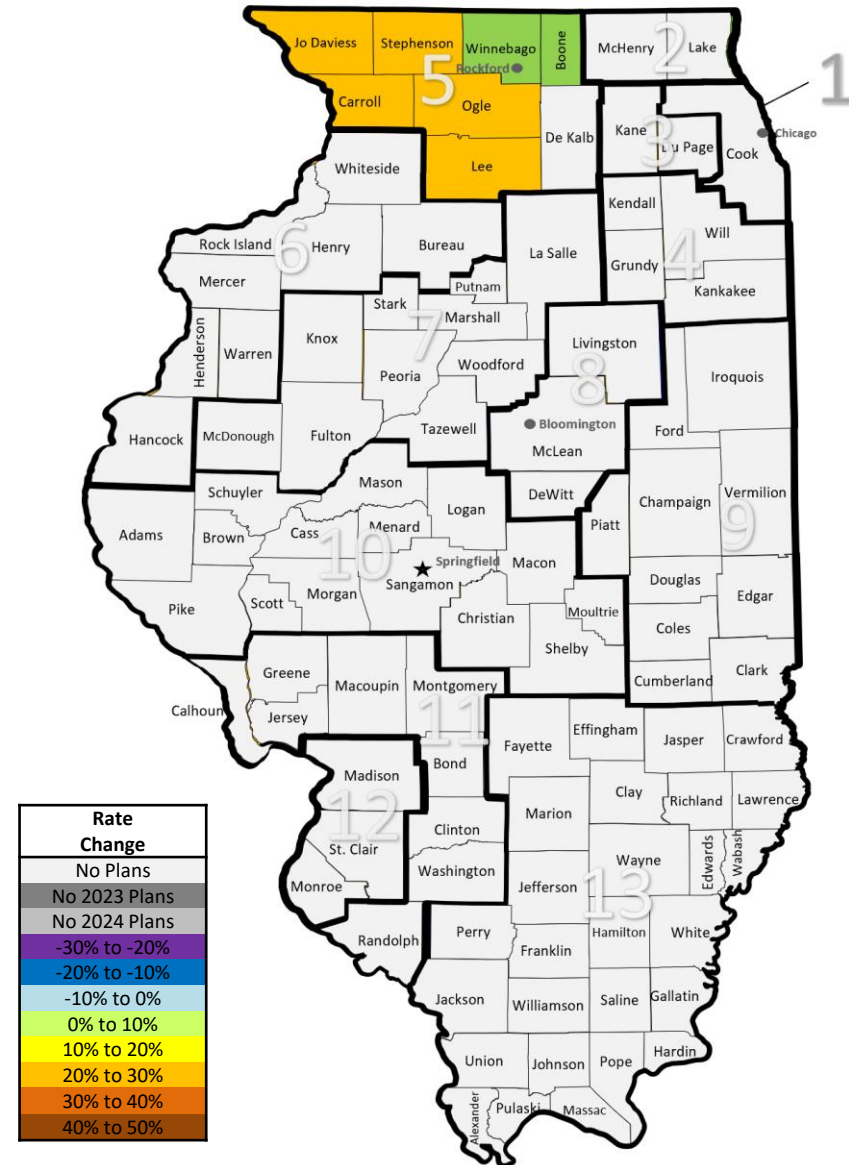 Jo Daviess
Stephenson
Winnebago
Boone
McHenry
Lake
2
1
5
Rockford
Carroll
Ogle
De Kalb
Kane
3
Du Page
Chicago
Cook
Lee
Whiteside
Kendall
Rock Island
6
Henry
Bureau
La Salle
Will
4
Grundy
Mercer
Putnam
Kankakee
Stark
Marshall
7
Henderson
Warren
Knox
Peoria
Woodford
Livingston
8
Iroquois
Hancock
McDonough
Fulton
Tazewell
Bloomington
McLean
Ford
Mason
DeWitt
Champaign
Vermilion
9
Schuyler
Logan
Piatt
Adams
Brown
Cass
Menard
10
Springfield
Macon
Sangamon
Douglas
Edgar
Pike
Scott
Morgan
Christian
Moultrie
Coles
Shelby
Greene
Macoupin
Montgomery
Cumberland
Clark
Calhoun
Jersey
11
Fayette
Effingham
Jasper
Crawford
Madison
Bond
12
Clay
Richland
Lawrence
Marion
St. Clair
Clinton
Wayne
Edwards
Wabash
Washington
Monroe
Jefferson
13
Randolph
Perry
Hamilton
White
Franklin
Jackson
Williamson
Saline
Gallatin
Union
Johnson
Pope
Hardin
Alexander
Pulaski
Massac
Rate
Change
No Plans
No 2023 Plans
No 2024 Plans
-30% to -20%
-20% to -10%
-10% to 0%
0% to 10%
10% to 20%
20% to 30%
30% to 40%
40% to 50%